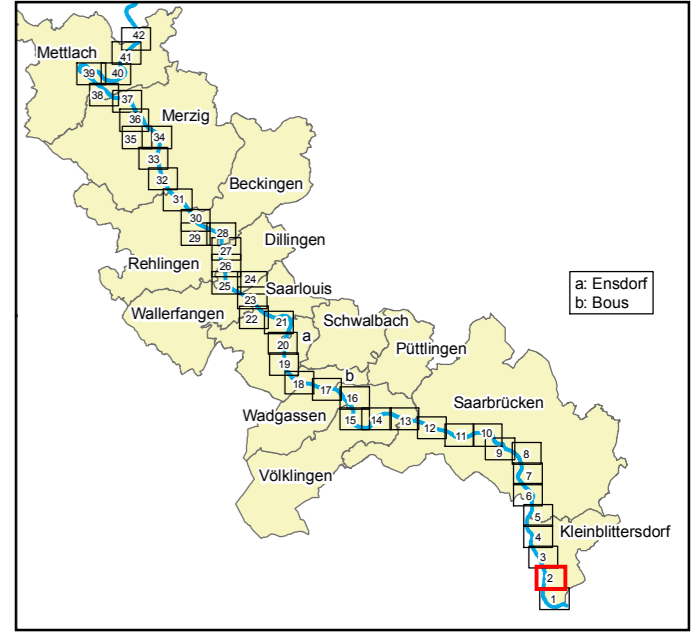 42
Mettlach
41
39
40
38
37
36
Merzig
35
34
33
32
Beckingen
31
30
29
28
Dillingen
27
Rehlingen
26
25
24
Saarlouis
23
a: Ensdorf
b: Bous
Wallerfangen
22
21
Schwalbach
a
20
Püttlingen
19
b
18
17
16
Saarbrücken
Wadgassen
15
14
13
12
11
10
9
8
Völklingen
7
6
5
Kleinblittersdorf
4
3
2
1